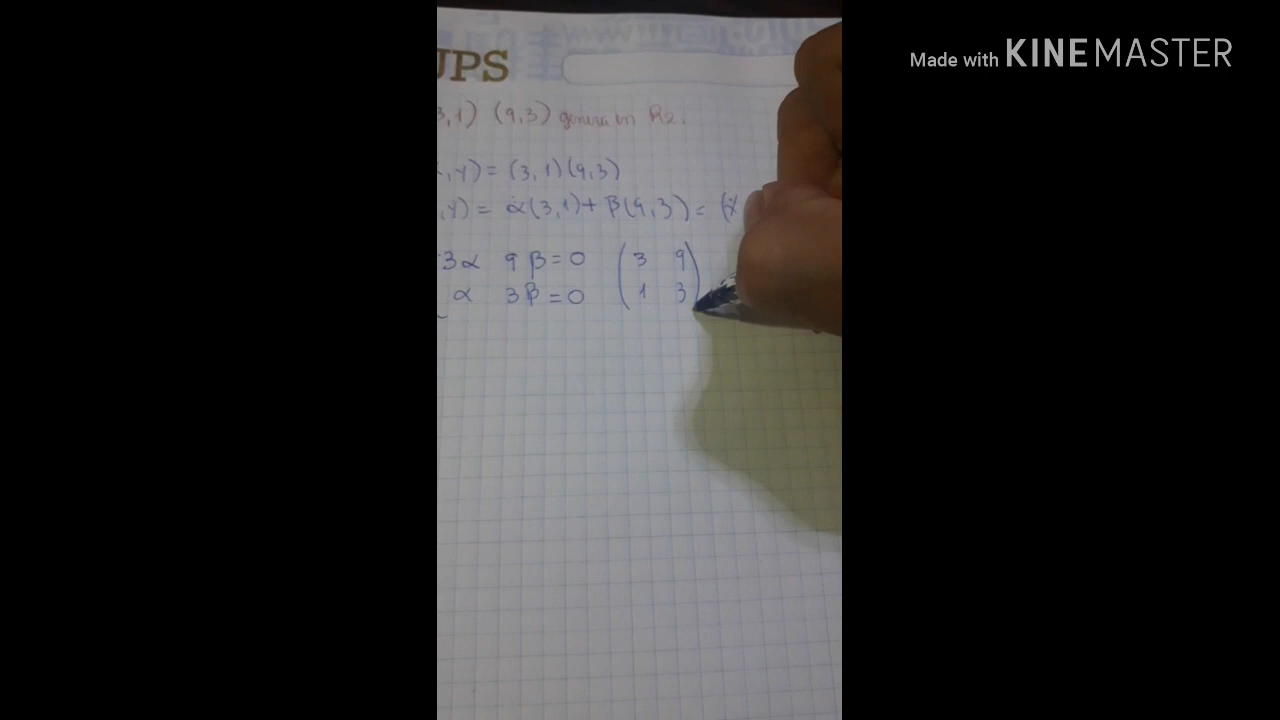 Made with KINEMASTER
UPS
3,1) (9,3) genera en R2.
,Y) = (3,1)(9,3)
,Y) = α(3,1)+ β(9,3) = (x
3α 9β=0 (3 9)
α 3β=0 (1 3)